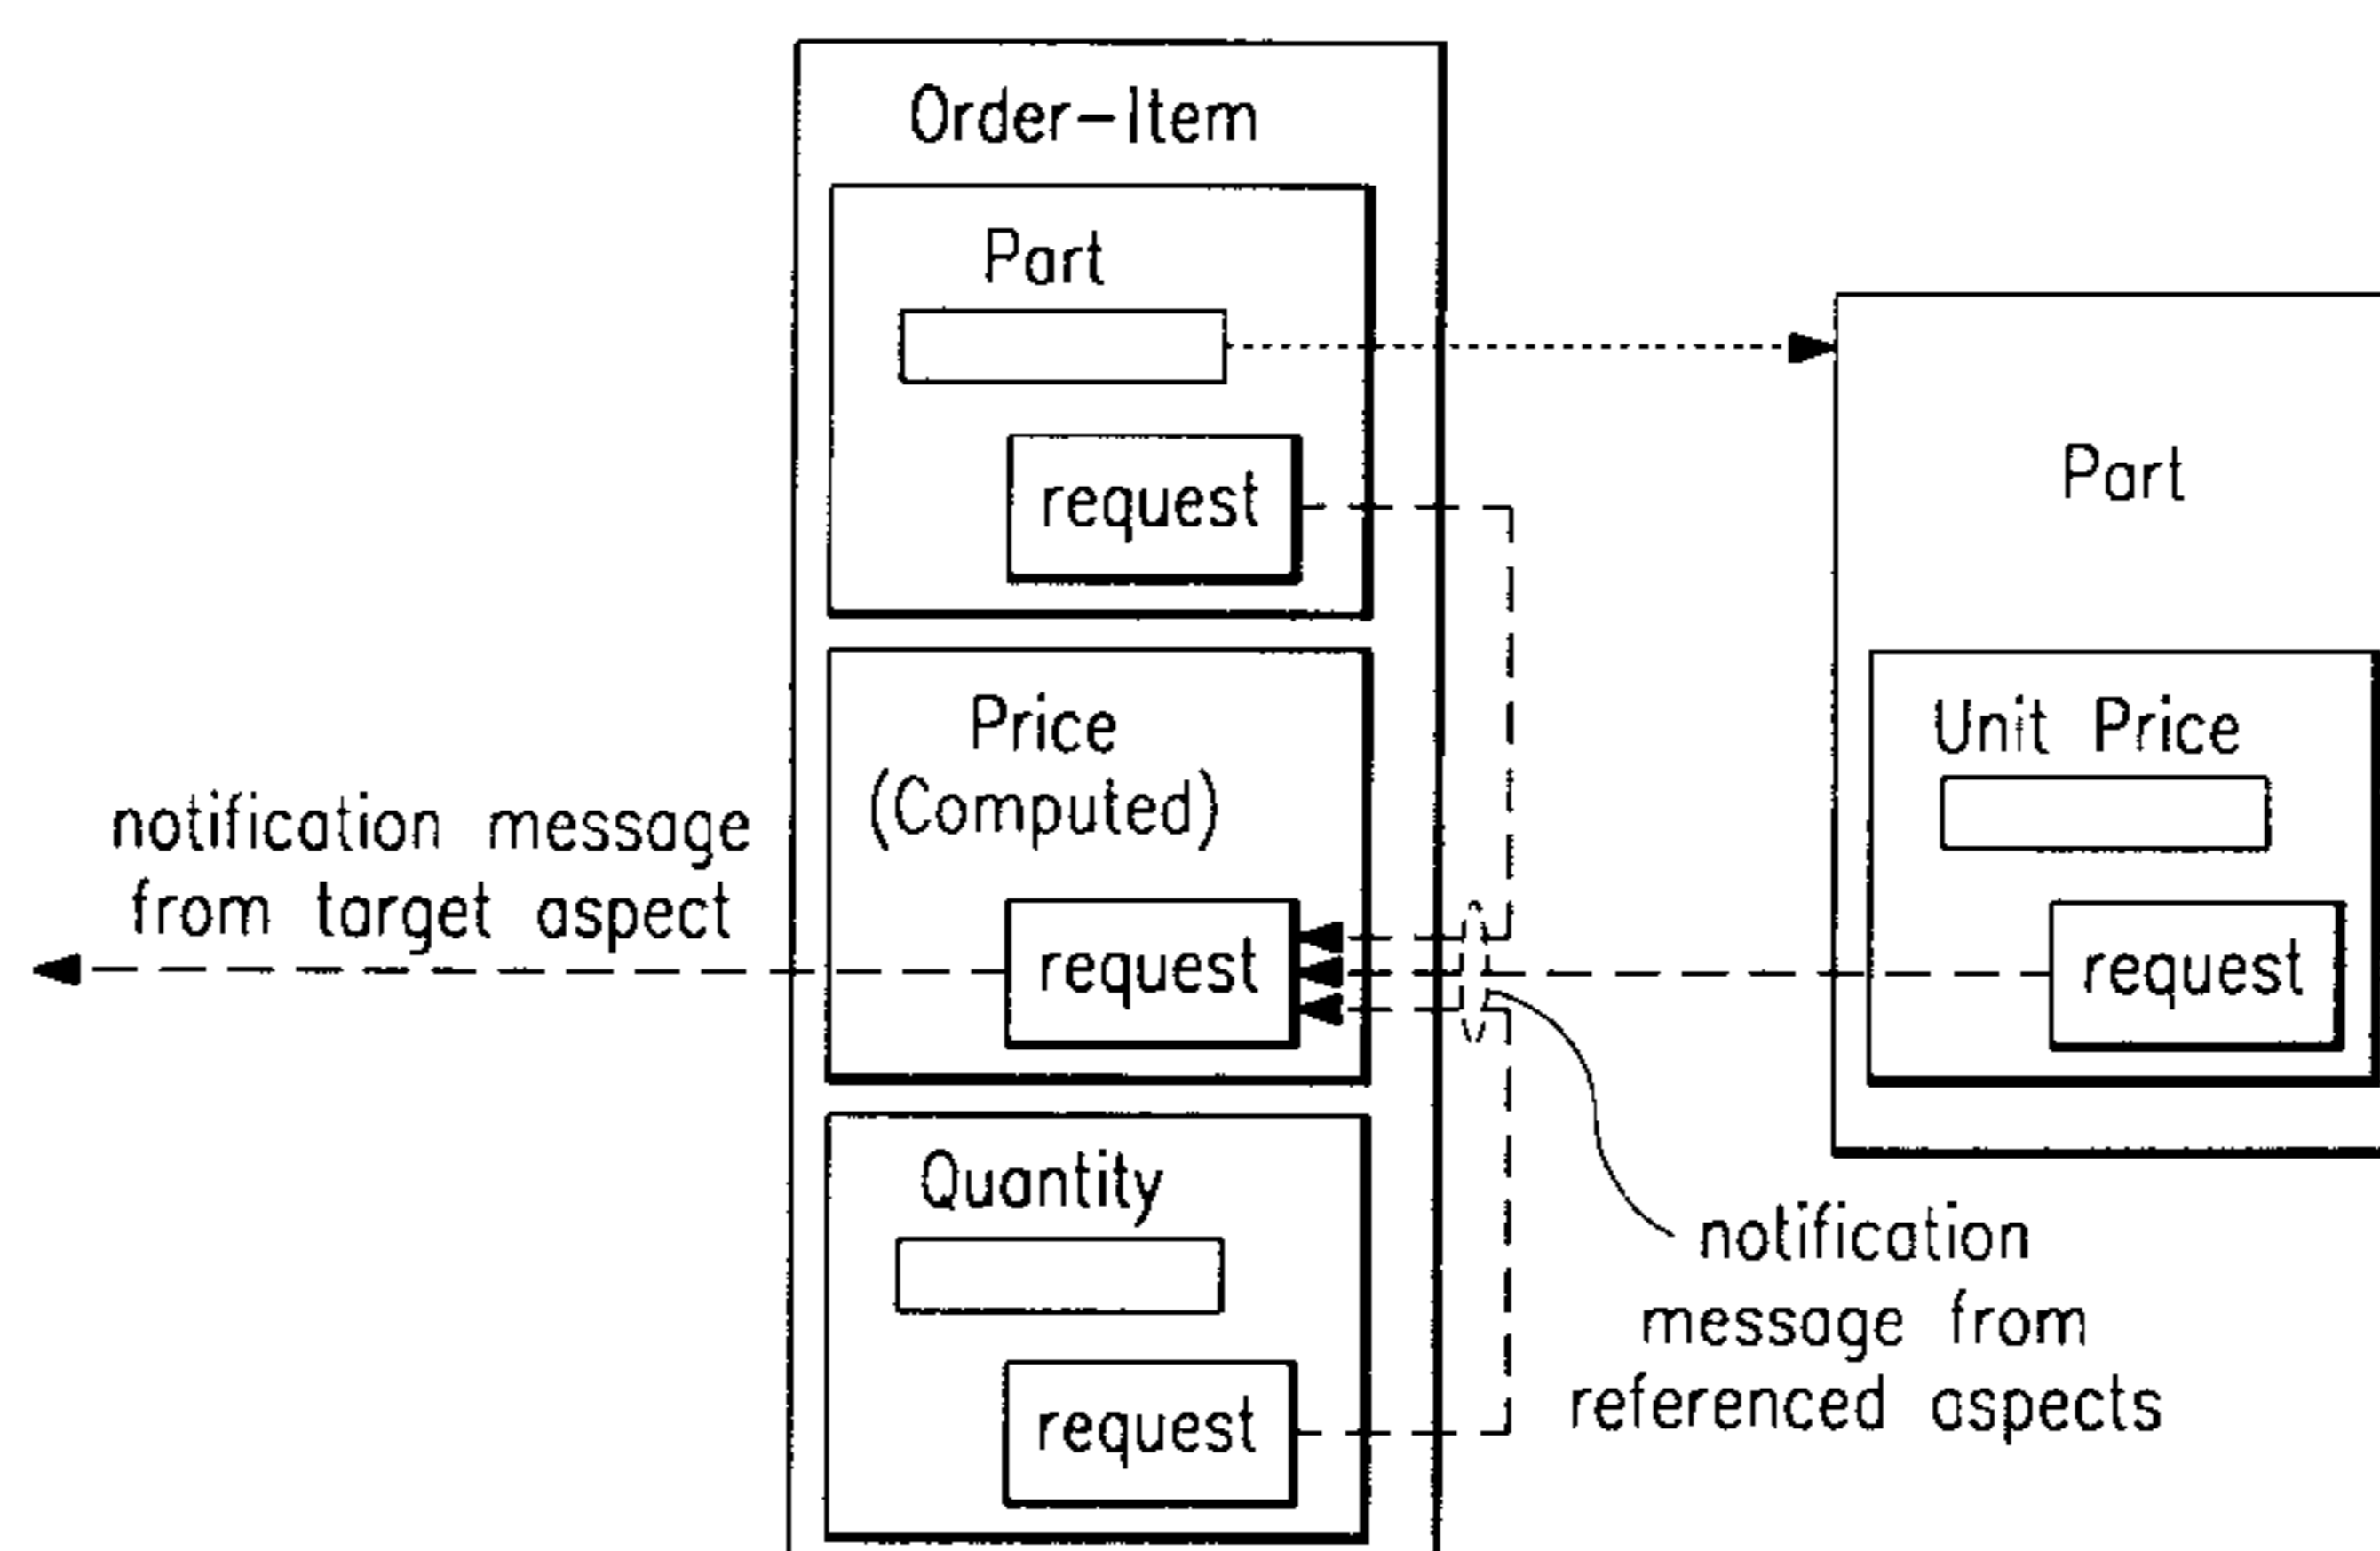 Order-Item
Part
request
Part
Price
(Computed)
request
Unit Price
request
notification message
from target aspect
Quantity
request
notification
message from
referenced aspects